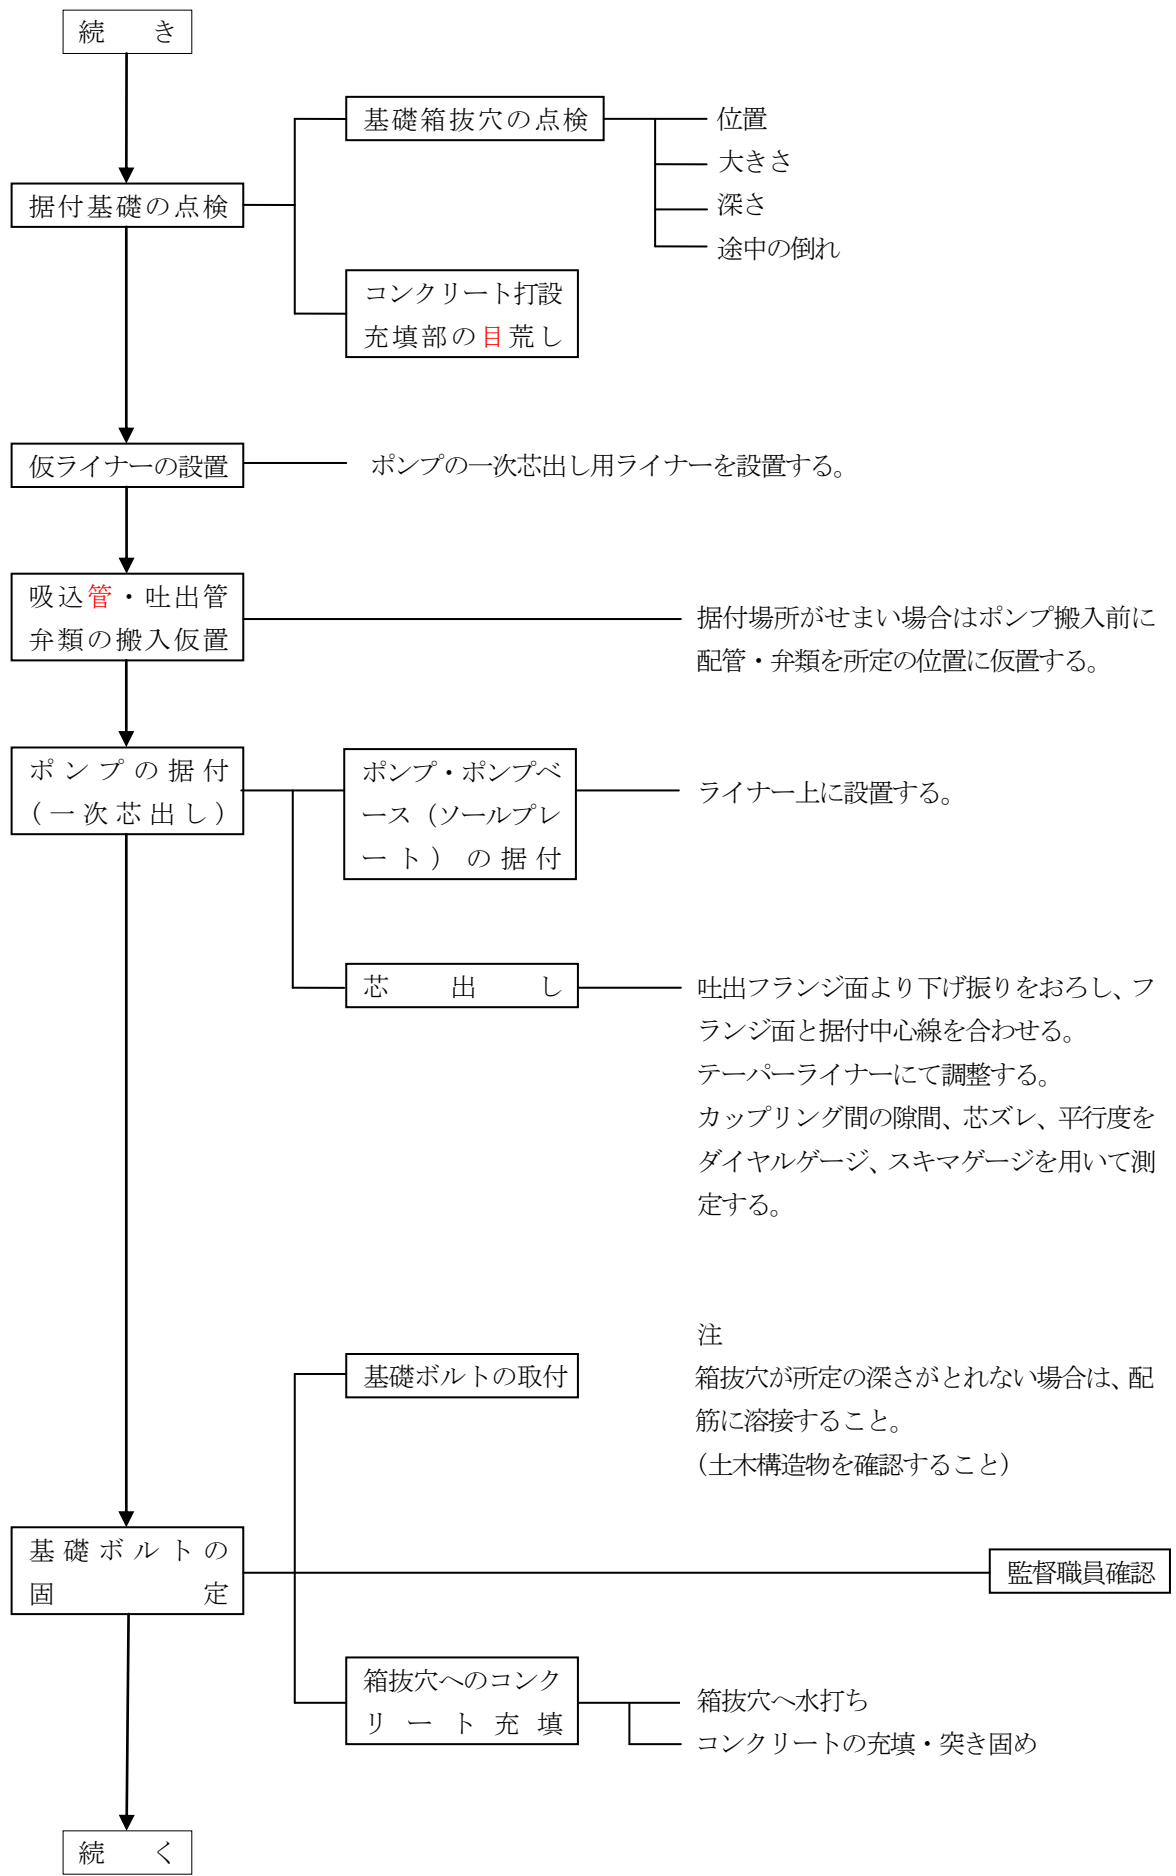 続き
基礎箱抜穴の点検
位置
大きさ
深さ
途中の倒れ
据付基礎の点検
コンクリート打設
充填部の目荒し
仮ライナーの設置
ポンプの一次芯出し用ライナーを設置する。
吸込管・吐出管
弁類の搬入仮置
据付場所がせまい場合はポンプ搬入前に
配管・弁類を所定の位置に仮置する。
ポンプの据付
(一次芯出し)
ポンプ・ポンプベ
ース（ソールプレ
ート）の据付
ライナー上に設置する。
芯出し
吐出フランジ面より下げ振りをおろし、フ
ランジ面と据付中心線を合わせる。
テーパーライナーにて調整する。
カップリング間の隙間、芯ズレ、平行度を
ダイヤルゲージ、スキマゲージを用いて測
定する。
基礎ボルトの取付
注
箱抜穴が所定の深さがとれない場合は、配
筋に溶接すること。
(土木構造物を確認すること)
基礎ボルトの
固定
監督職員確認
箱抜穴へのコンク
リート充填
箱抜穴へ水打ち
コンクリートの充填・突き固め
続く